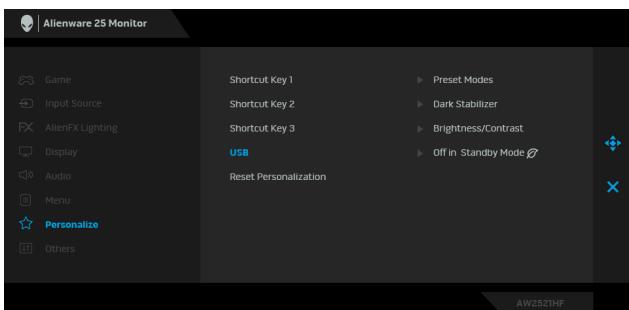 Alienware 25 Monitor
Game
Input Source
AlienFX Lighting
Display
Audio
Menu
Personalize
Others
Shortcut Key 1 Preset Modes
Shortcut Key 2 Dark Stabilizer
Shortcut Key 3 Brightness/Contrast
USB Off in Standby Mode
Reset Personalization
AW2521HF